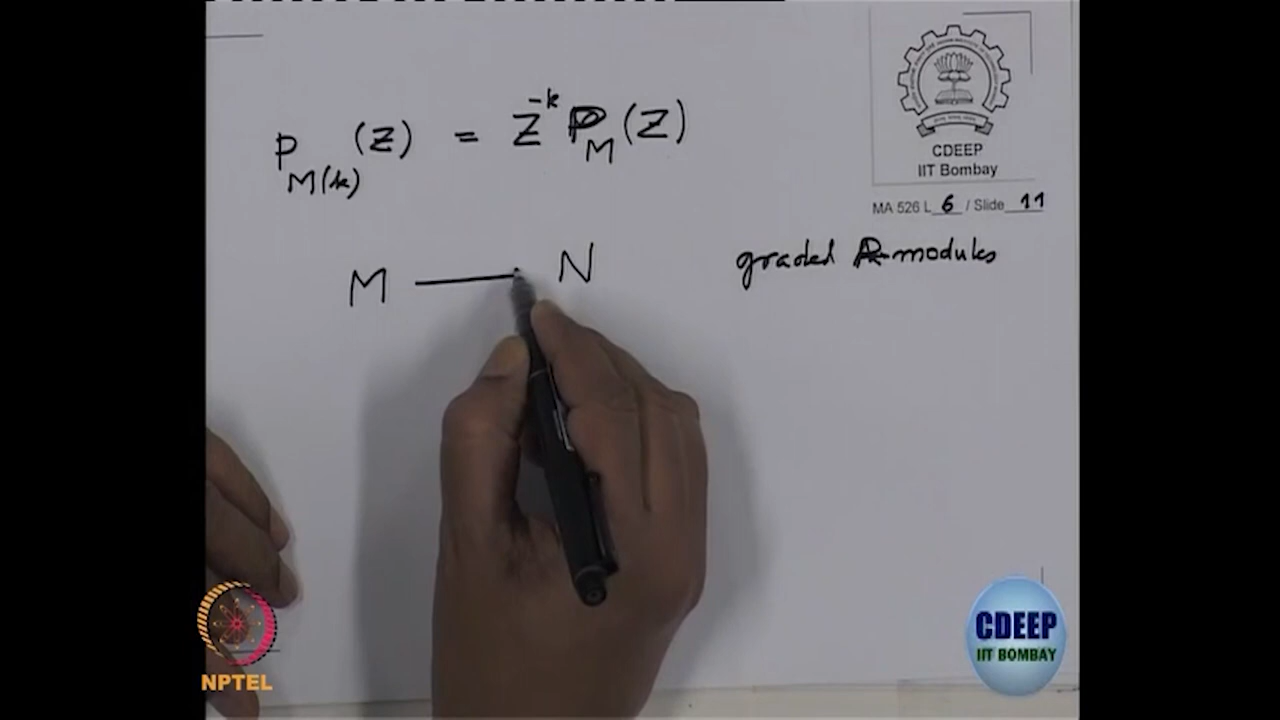 P_{M(k)}(Z) = Z^{-k} P_M(Z)
CDEEP
IIT Bombay
MA 526 L 6 / Slide 11
M — N graded R-modules
CDEEP
IIT BOMBAY
NPTEL